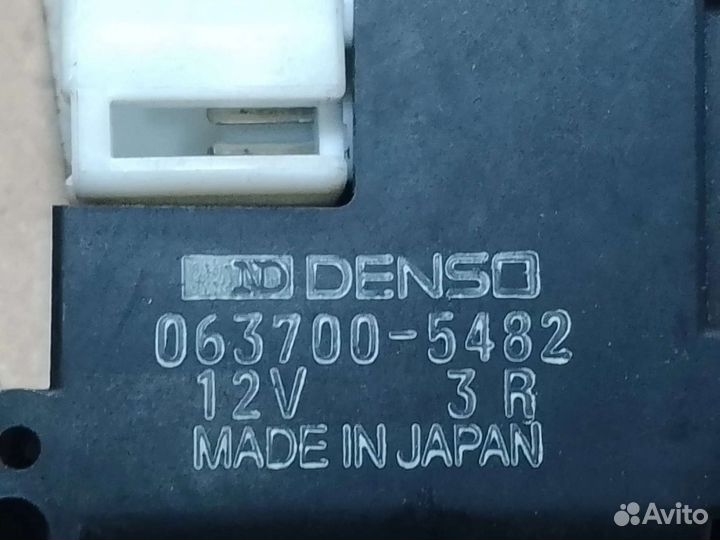 ND DENSO
063700-5482
12V 3 R
MADE IN JAPAN
Avito